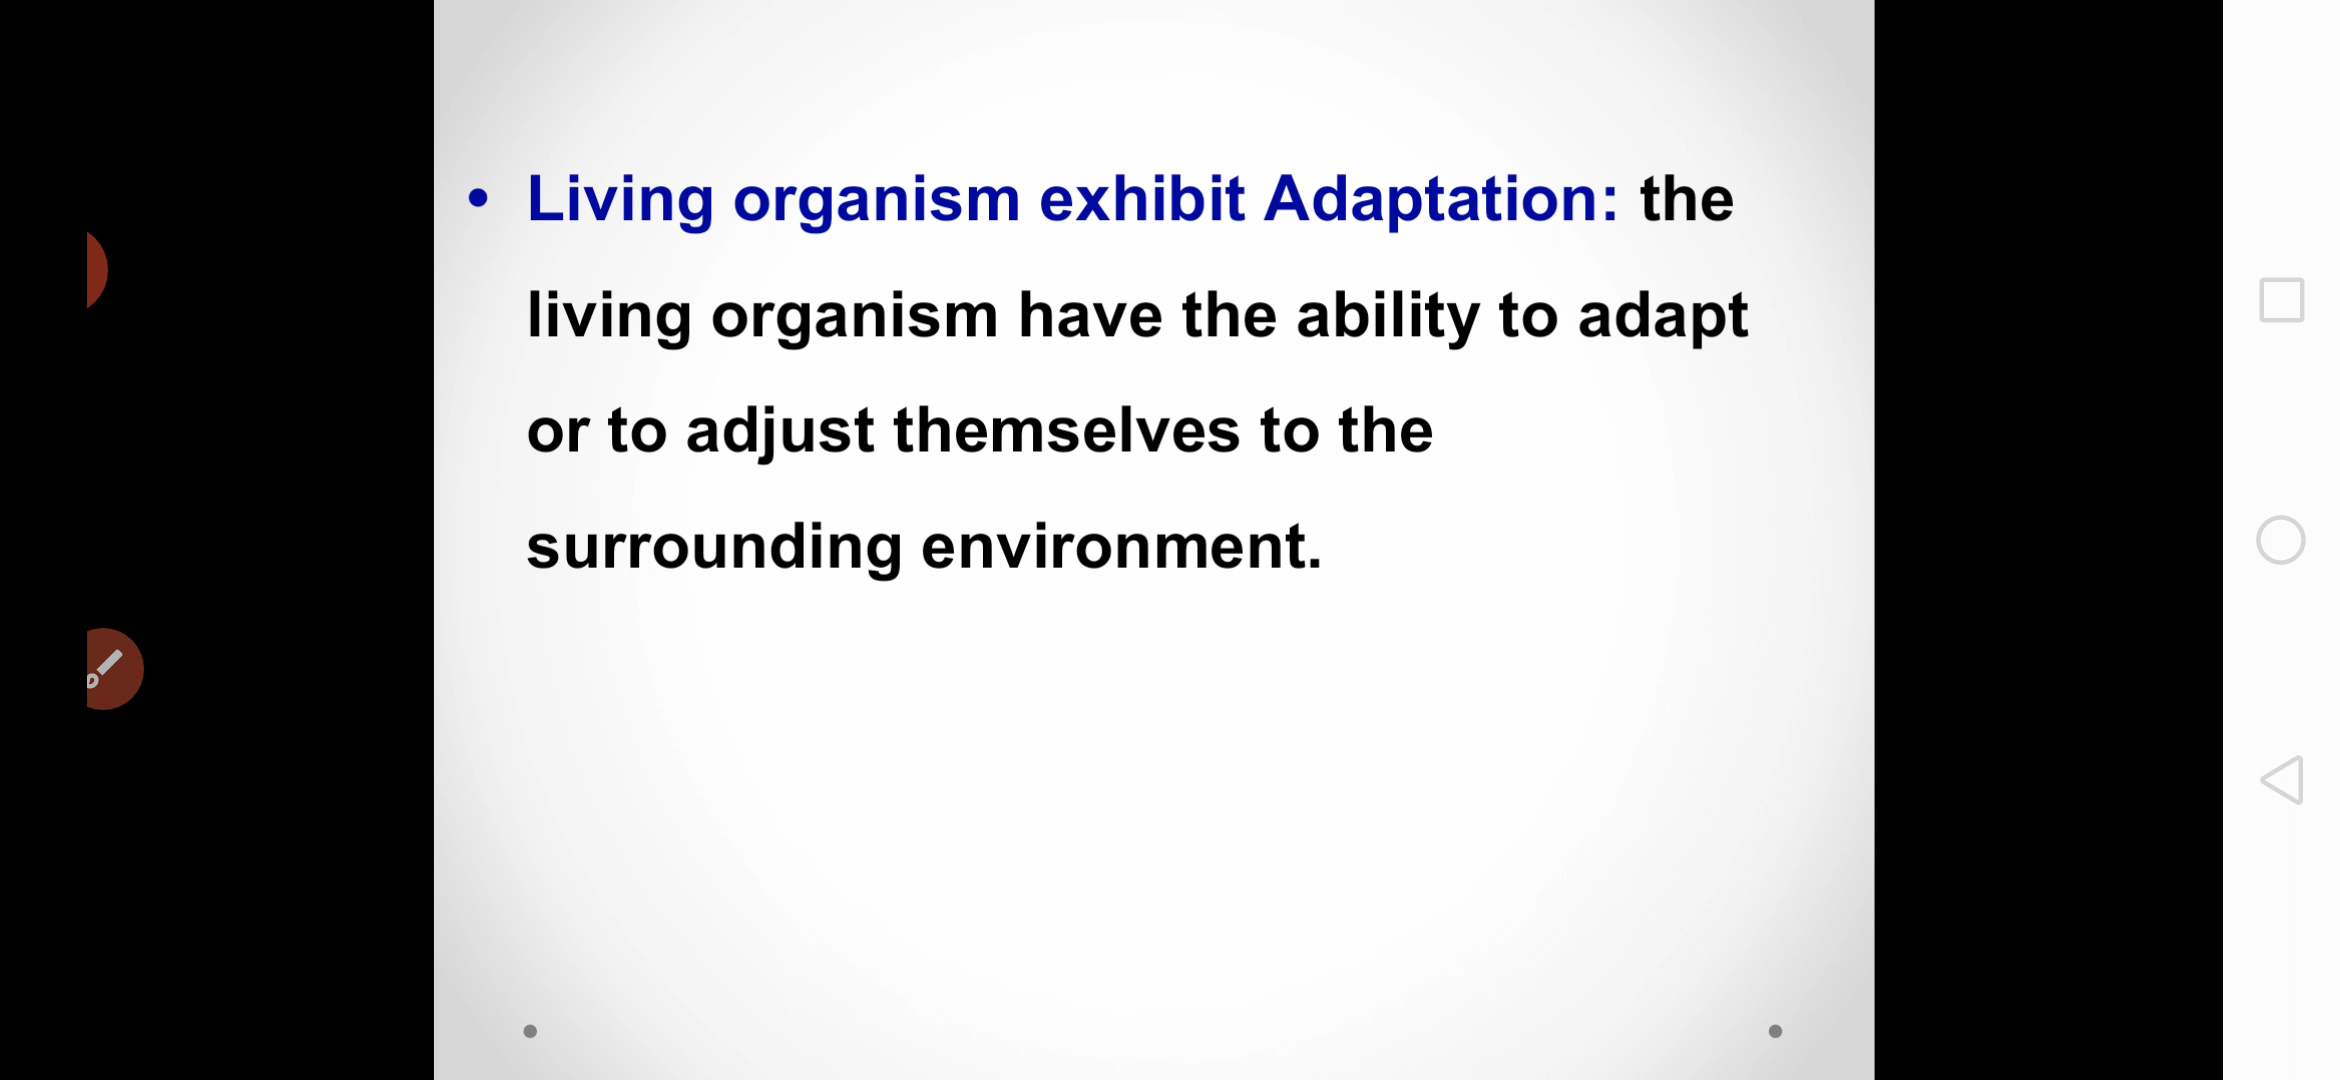 • Living organism exhibit Adaptation: the
living organism have the ability to adapt
or to adjust themselves to the
surrounding environment.